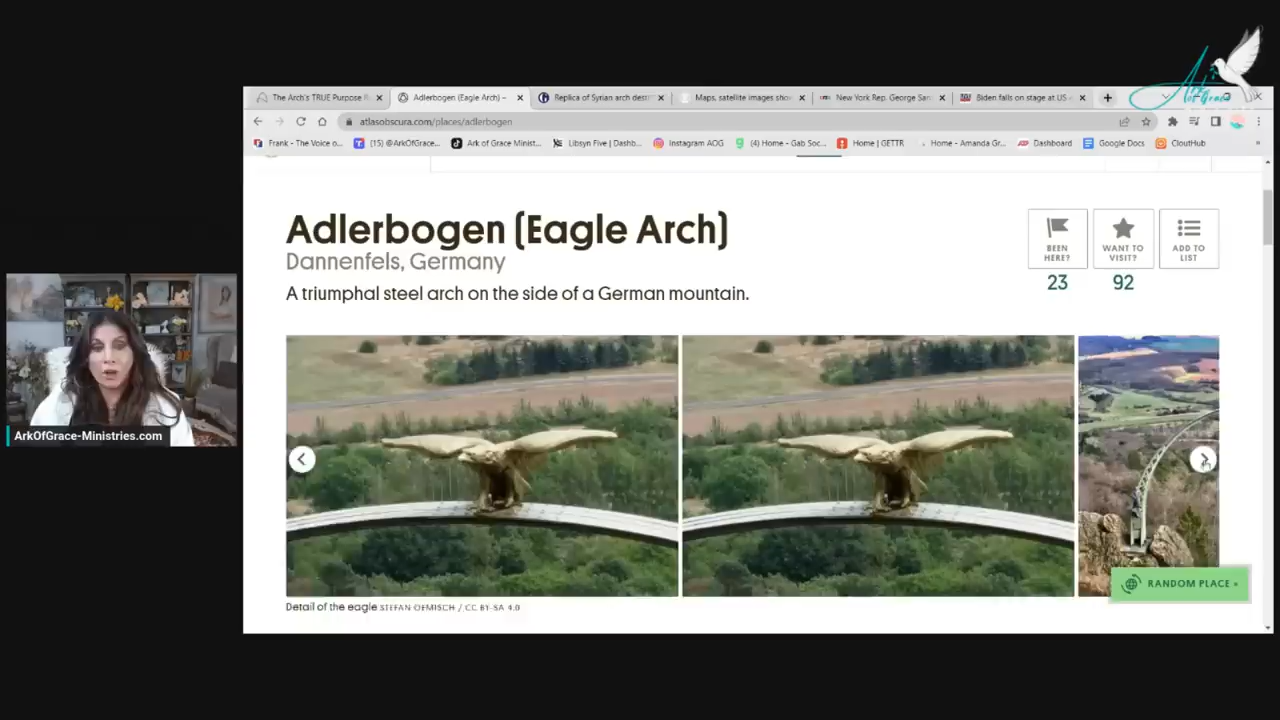 Ark of Grace
The Arch's TRUE Purpose R
Adlerbogen (Eagle Arch) –
Replica of Syrian arch dest
Maps, satellite images sho
New York Rep. George San
Biden falls on stage at US
atlasobscura.com/places/adlerbogen
Frank - The Voice o...
(15) @ArkOfGrace...
Ark of Grace Minist...
Libsyn Five | Dashb...
Instagram AOG
(4) Home - Gab Soc...
Home | GETTR
Home - Amanda Gr...
Dashboard
Google Docs
CloutHub
»
Adlerbogen (Eagle Arch)
Dannenfels, Germany
A triumphal steel arch on the side of a German mountain.
BEEN
HERE?
23
WANT TO
VISIT?
92
ADD TO
LIST
ArkOfGrace-Ministries.com
RANDOM PLACE »
Detail of the eagle STEFAN OEMISCH / CC BY-SA 4.0